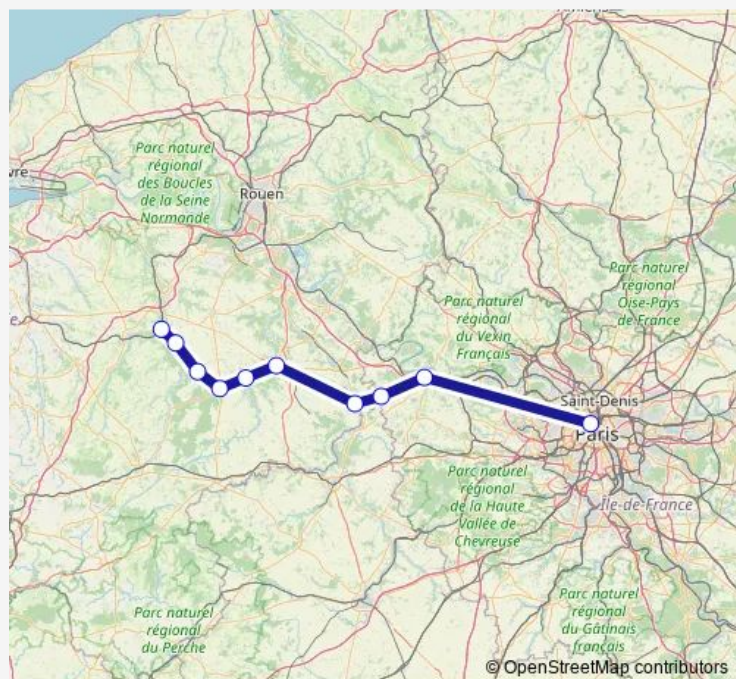 Amiens
Parc naturel
régional
des Boucles
de la Seine
Normande
vre
Rouen
Parc naturel
régional
Oise-Pays
de France
Parc naturel
régional
du Vexin
Français
e
Saint-Denis
Paris
Parc naturel
régional
de la Haute
Vallée de
Chevreuse
Île-de-France
Parc naturel
régional
du Perche
Parc naturel
régional
du Gâtinais
français
© OpenStreetMap contributors